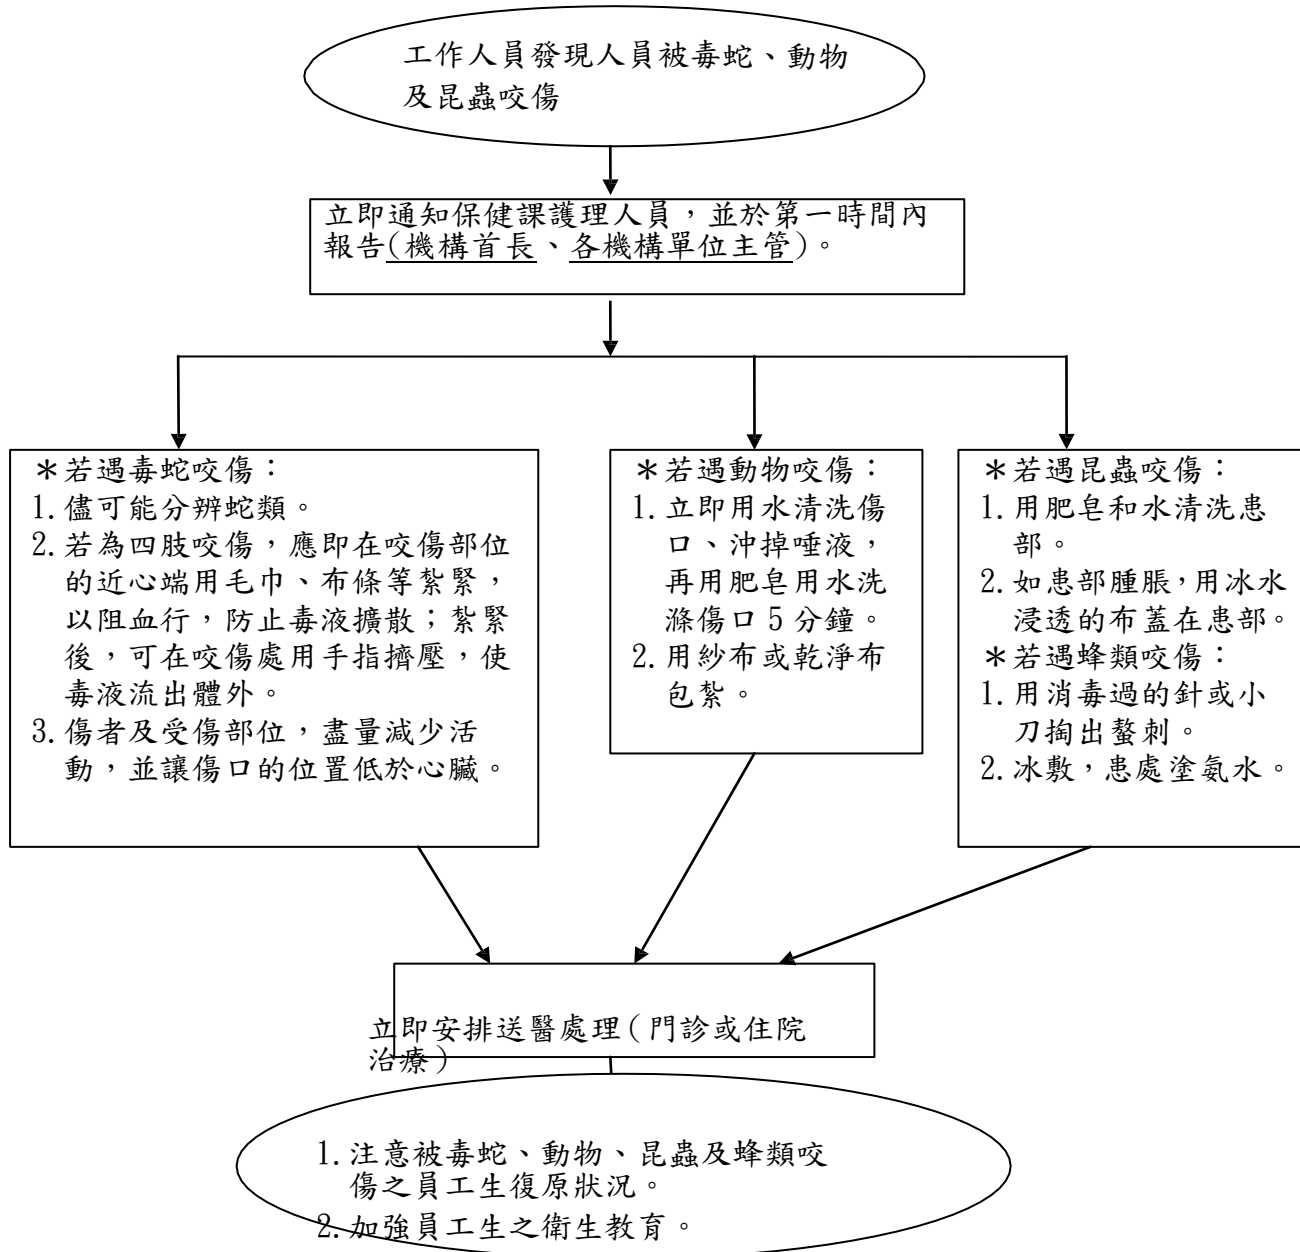 工作人員發現人員被毒蛇、動物
及昆蟲咬傷
立即通知保健課護理人員，並於第一時間內
報告(機構首長、各機構單位主管)。
＊若遇毒蛇咬傷：
1.儘可能分辨蛇類。
2.若為四肢咬傷，應即在咬傷部位
的近心端用毛巾、布條等紮緊，
以阻血行，防止毒液擴散；紮緊
後，可在咬傷處用手指擠壓，使
毒液流出體外。
3.傷者及受傷部位，盡量減少活
動，並讓傷口的位置低於心臟。
＊若遇動物咬傷：
1.立即用水清洗傷
口、沖掉唾液，
再用肥皂用水洗
滌傷口 5 分鐘。
2.用紗布或乾淨布
包紮。
＊若遇昆蟲咬傷：
1.用肥皂和水清洗患
部。
2.如患部腫脹，用冰水
浸透的布蓋在患部。
＊若遇蜂類咬傷：
1.用消毒過的針或小
刀掏出螫刺。
2.冰敷，患處塗氨水。
立即安排送醫處理(門診或住院
治療)
1.注意被毒蛇、動物、昆蟲及蜂類咬
傷之員工生復原狀況。
2.加強員工生之衛生教育。